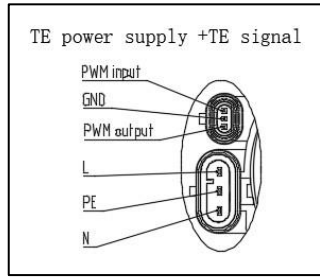 TE power supply +TE signal
PWM input
GND
PWM output
L
PE
N